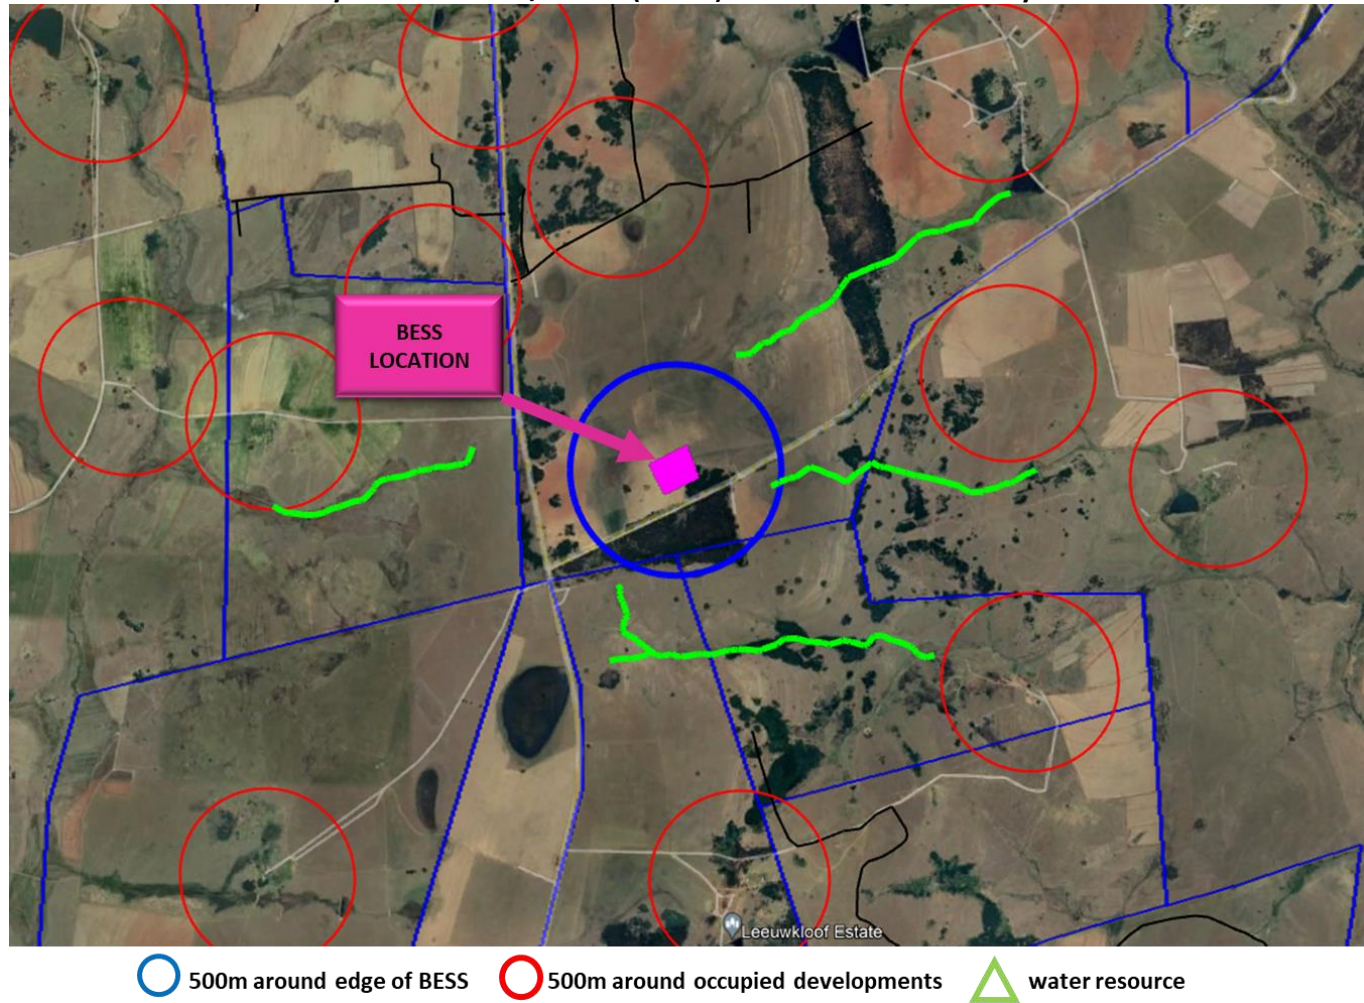 BESS
LOCATION
Leeuwkloof Estate
500m around edge of BESS
500m around occupied developments
water resource